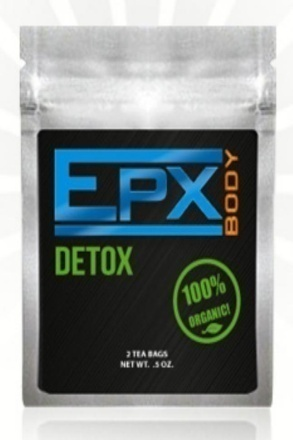 EPX
BODY
DETOX
100%
ORGANIC!
2 TEA BAGS
NET WT. .5 OZ.